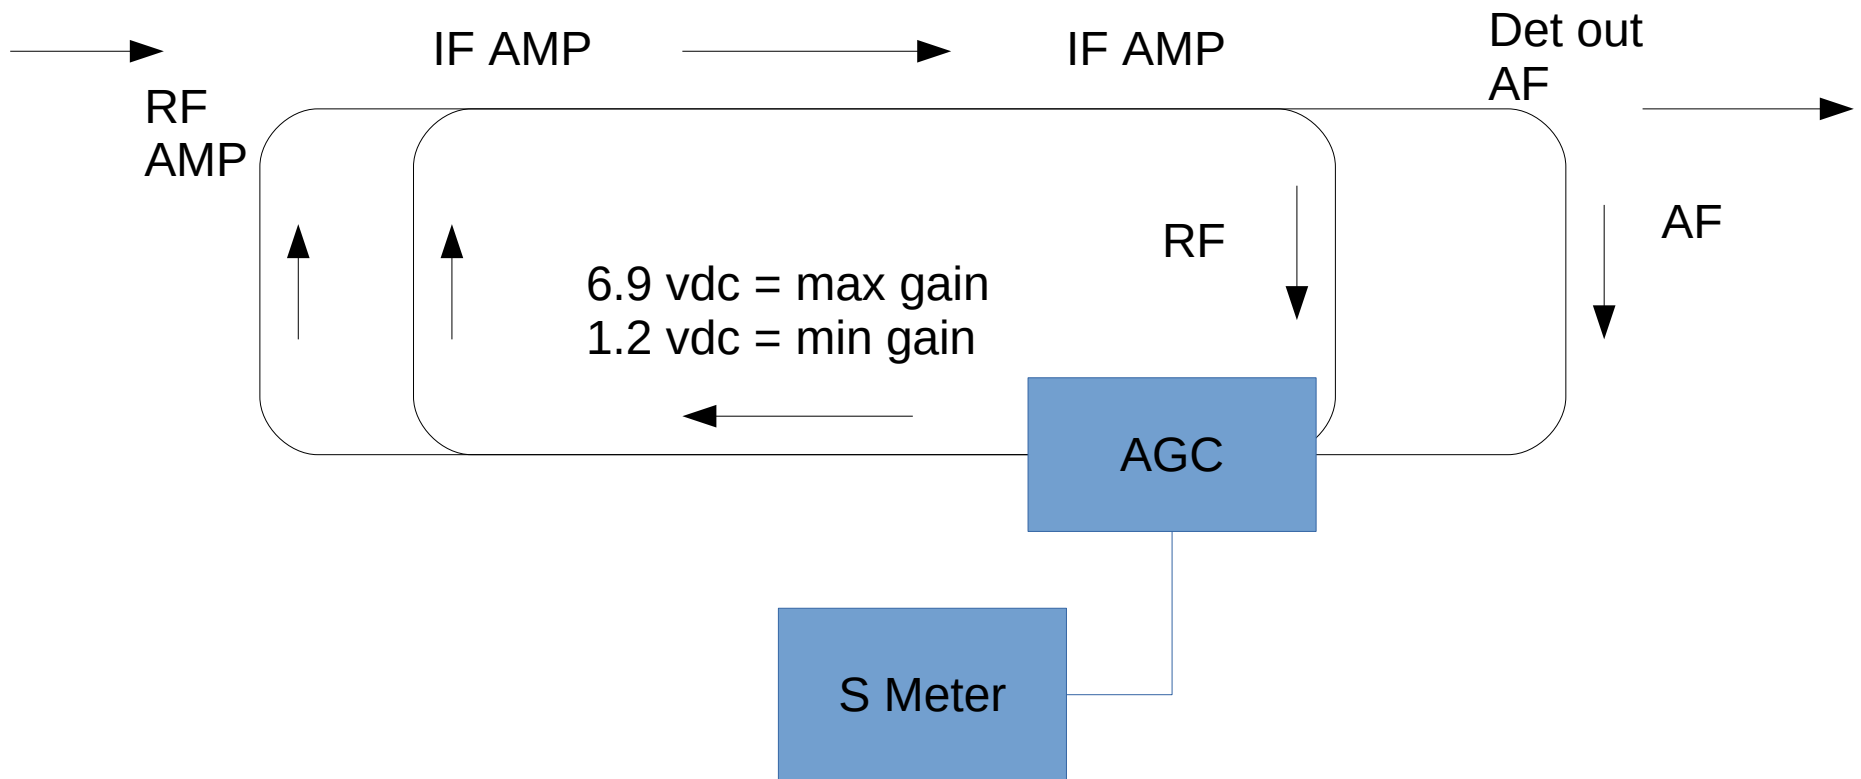 IF AMP
IF AMP
Det out
AF
RF
AMP
RF
AF
6.9 vdc = max gain
1.2 vdc = min gain
AGC
S Meter